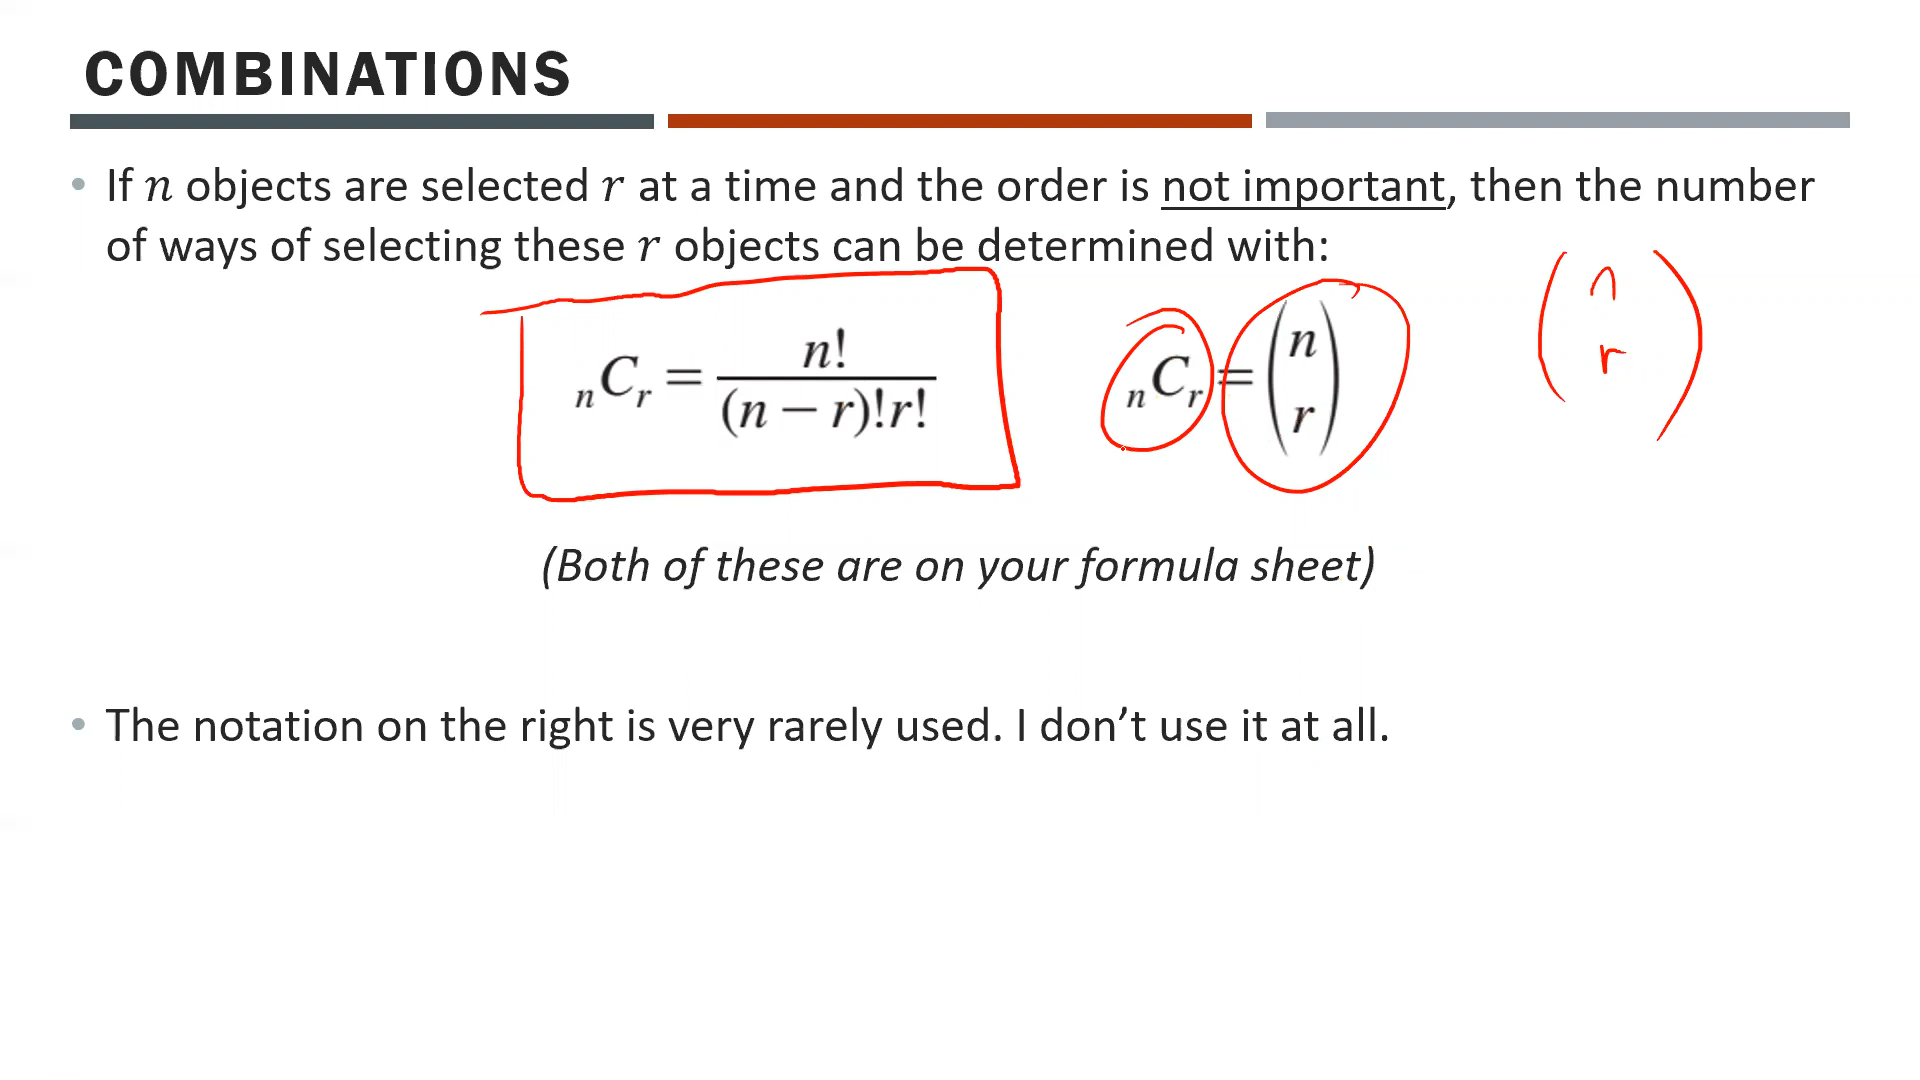 COMBINATIONS
• If n objects are selected r at a time and the order is not important, then the number
of ways of selecting these r objects can be determined with:
nCr = n! / (n − r)!r!
nCr = (n r)
(n r)
(Both of these are on your formula sheet)
• The notation on the right is very rarely used. I don’t use it at all.